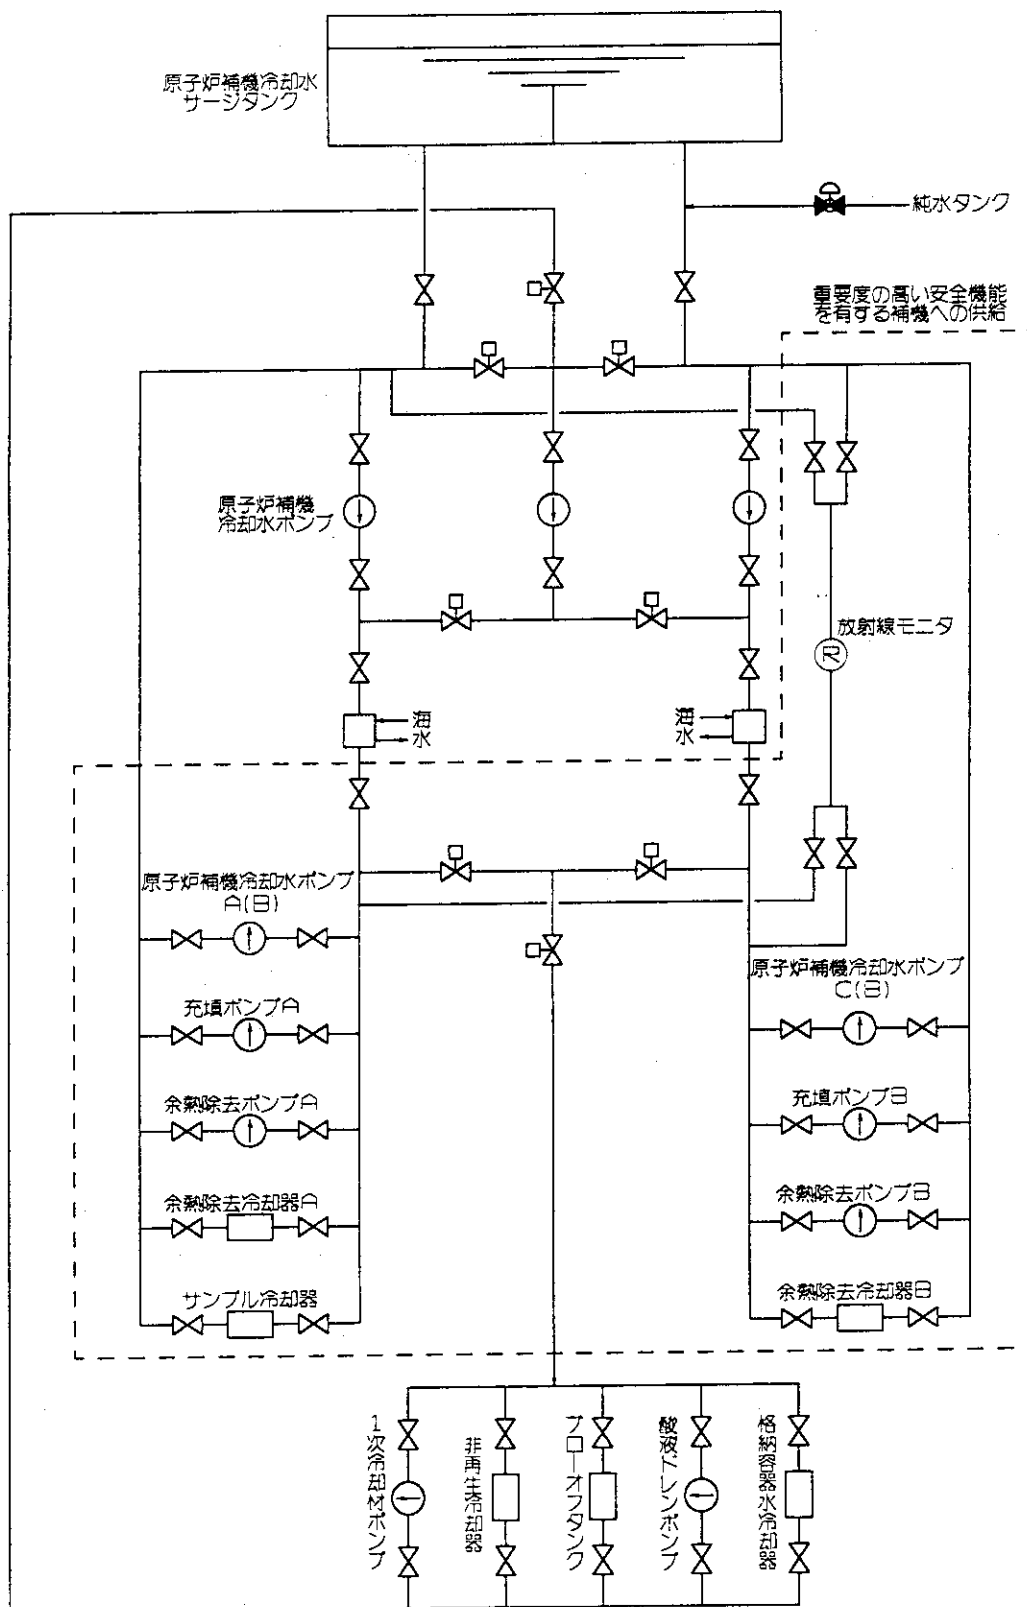 原子炉補機冷却水
サージタンク
純水タンク
重要度の高い安全機能
を有する補機への供給
原子炉補機
冷却水ポンプ
放射線モニタ
R
海
水
海
水
原子炉補機冷却水ポンプ
A(B)
原子炉補機冷却水ポンプ
C(B)
充填ポンプA
充填ポンプB
余熱除去ポンプA
余熱除去ポンプB
余熱除去冷却器A
余熱除去冷却器B
サンプル冷却器
1次冷却材ポンプ
非再生冷却器
ブローオフタンク
酸液ドレンポンプ
格納容器水冷却器